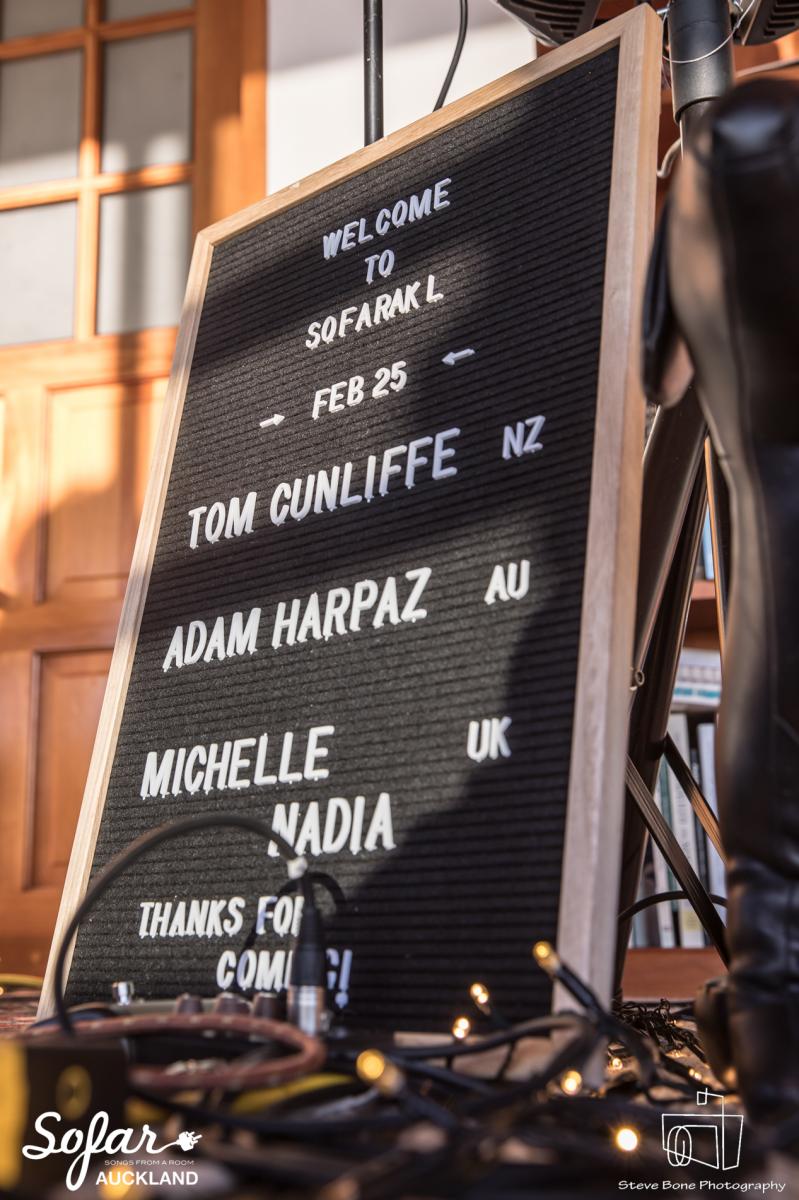 WELCOME
TO
SOFARAKL
→ FEB 25 ←
TOM CUNLIFFE NZ
ADAM HARPAZ AU
MICHELLE UK
NADIA
THANKS FOR
COMING!
Sofar
SONGS FROM A ROOM
AUCKLAND
Steve Bone Photography